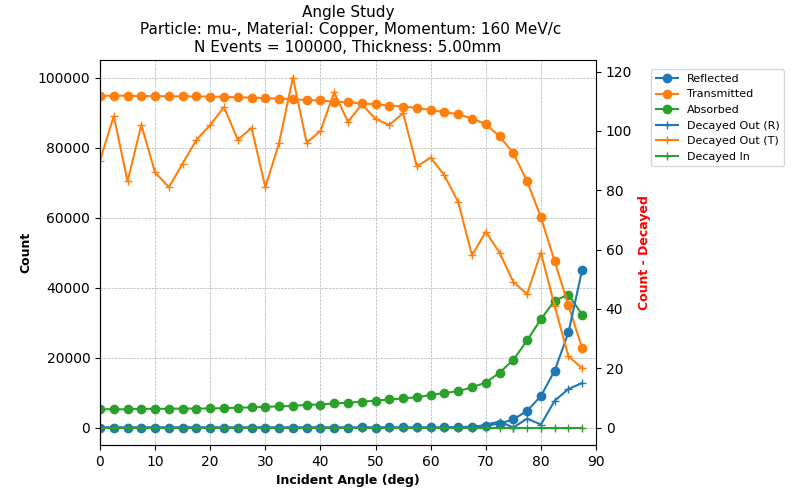 Angle Study
Particle: mu-, Material: Copper, Momentum: 160 MeV/c
N Events = 100000, Thickness: 5.00mm
100000
80000
60000
40000
20000
0
Count
0 10 20 30 40 50 60 70 80 90
Incident Angle (deg)
120
100
80
60
40
20
0
Count - Decayed
Reflected
Transmitted
Absorbed
Decayed Out (R)
Decayed Out (T)
Decayed In